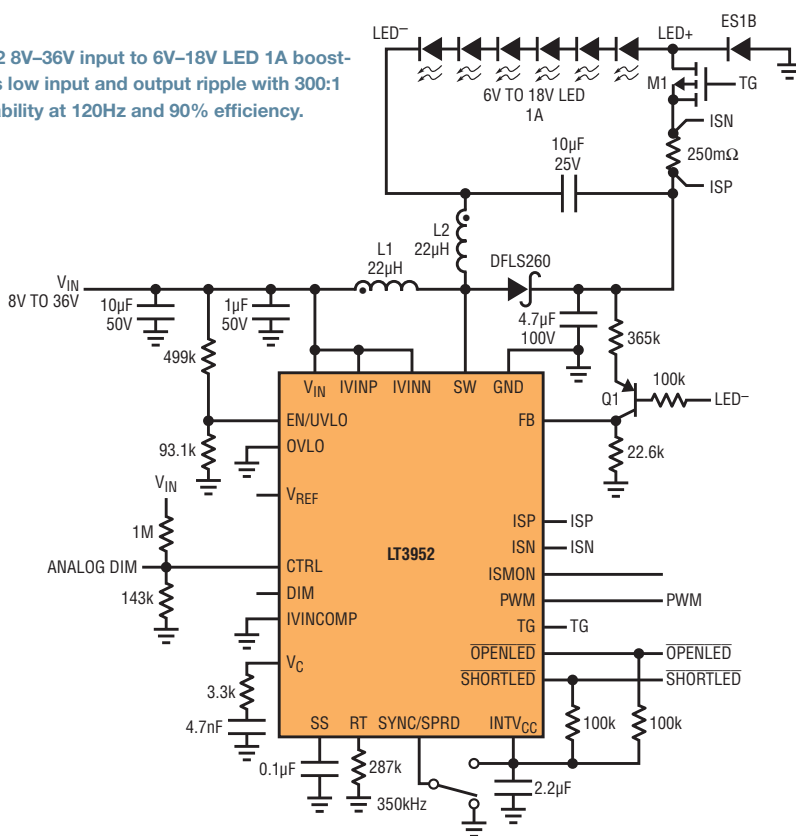 2 8V–36V input to 6V–18V LED 1A boost-
s low input and output ripple with 300:1
bility at 120Hz and 90% efficiency.
LED–
LED+
ES1B
6V TO 18V LED
1A
M1
TG
ISN
250mΩ
ISP
10µF
25V
L2
22µH
L1
22µH
DFLS260
VIN
8V TO 36V
10µF
50V
1µF
50V
499k
4.7µF
100V
365k
VIN
IVINP
IVINN
SW
GND
Q1
100k
LED–
EN/UVLO
FB
93.1k
OVLO
22.6k
VIN
VREF
1M
ISP
ISP
ISN
ISN
LT3952
ANALOG DIM
CTRL
ISMON
143k
DIM
PWM
PWM
IVINCOMP
TG
TG
OPENLED
OPENLED
VC
SHORTLED
SHORTLED
3.3k
4.7nF
SS
RT
SYNC/SPRD
INTVCC
100k
100k
0.1µF
287k
350kHz
2.2µF